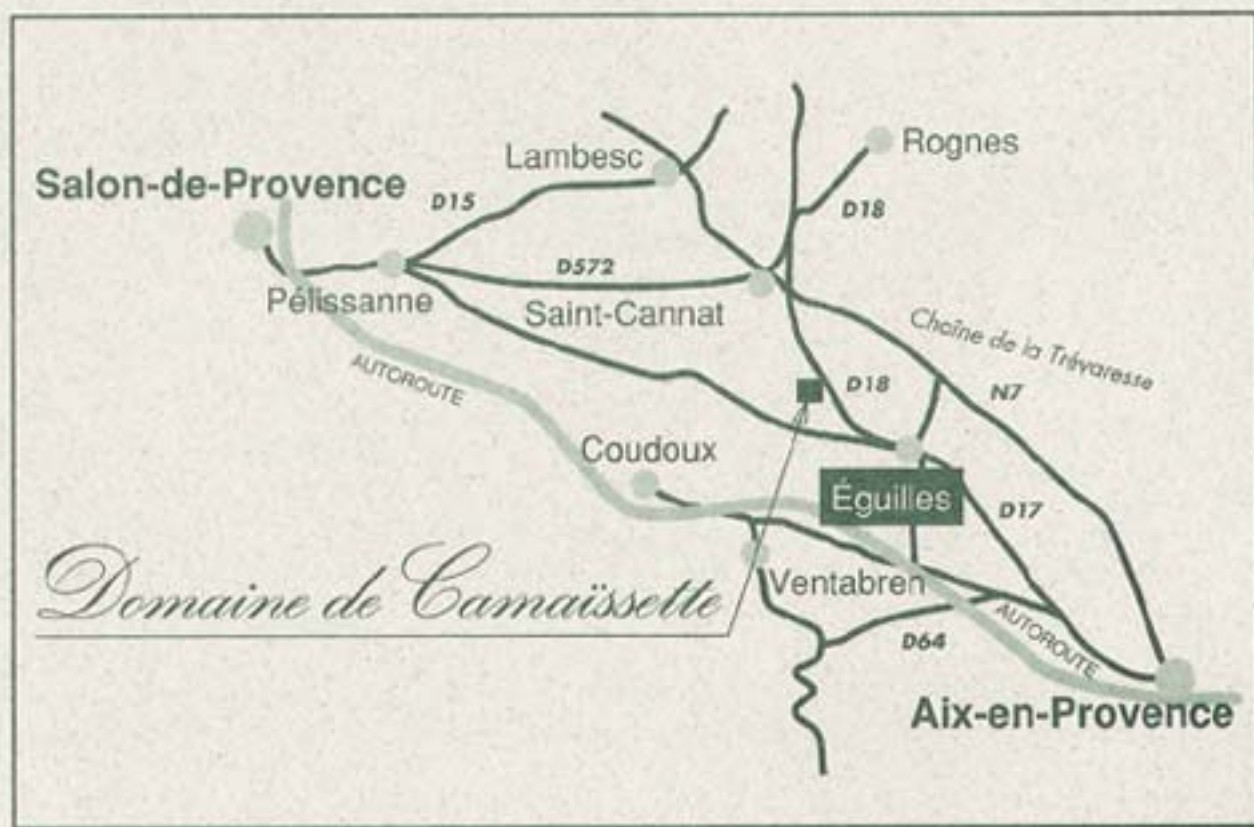 Rognes
Lambesc
Salon-de-Provence
D15
D18
D572
Pélissanne
Saint-Cannat
Chaîne de la Trévaresse
AUTOROUTE
D18
N7
Coudoux
Éguilles
D17
Domaine de Camaïssette
Ventabren
D64
AUTOROUTE
Aix-en-Provence